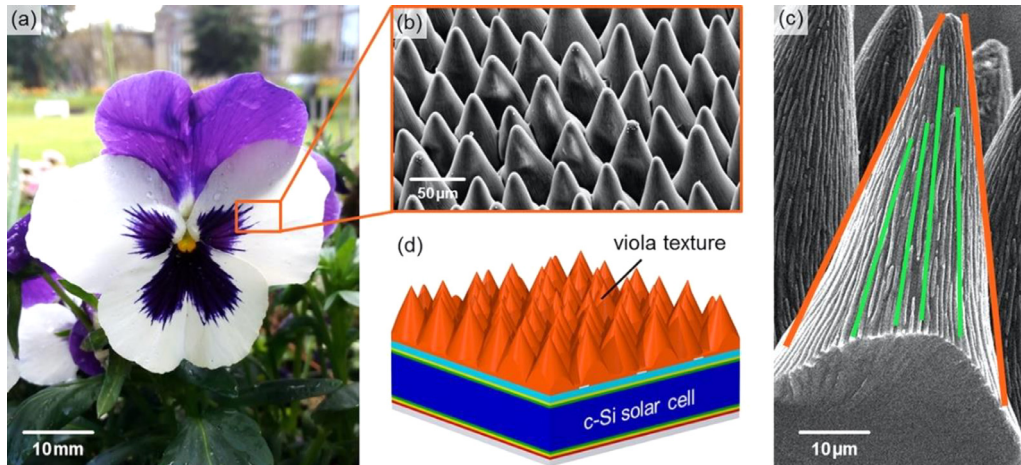 (a)
10mm
(b)
50µm
(c)
10µm
(d)
viola texture
c-Si solar cell